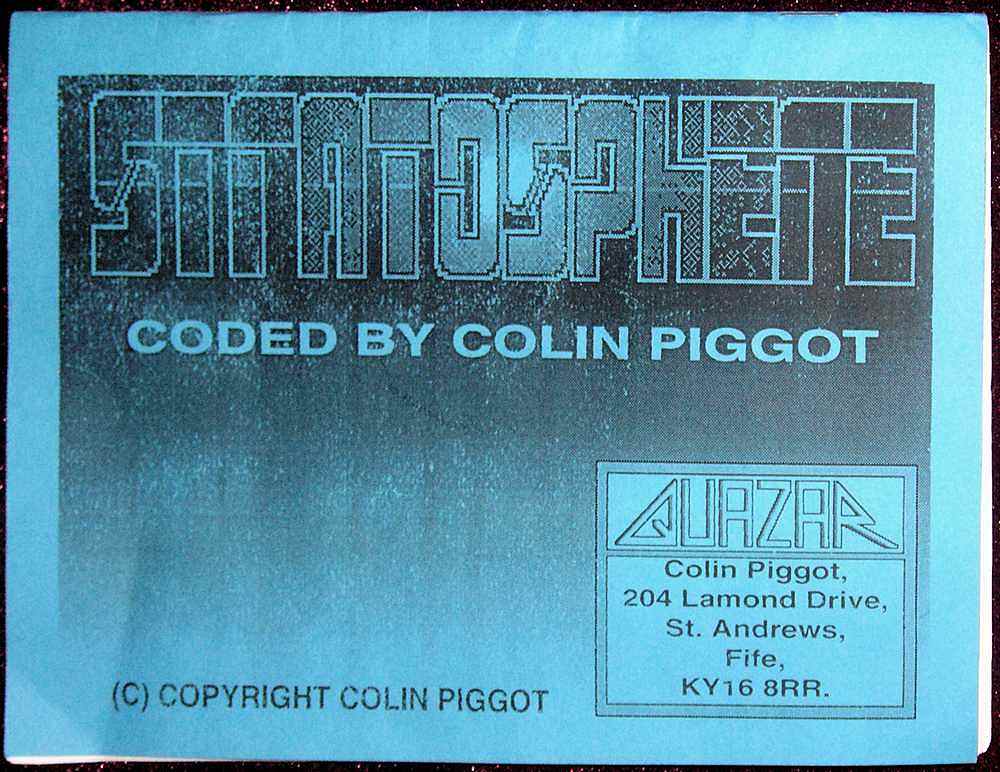 STRATOSPHERE
CODED BY COLIN PIGGOT
QUAZAR
Colin Piggot,
204 Lamond Drive,
St. Andrews,
Fife,
KY16 8RR.
(C) COPYRIGHT COLIN PIGGOT